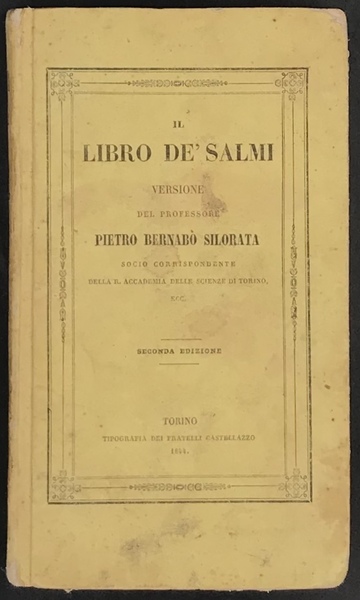 IL
LIBRO DE' SALMI
VERSIONE
DEL PROFESSORE
PIETRO BERNABÒ SILORATA
SOCIO CORRISPONDENTE
DELLA R. ACCADEMIA DELLE SCIENZE DI TORINO,
ECC.
SECONDA EDIZIONE
TORINO
TIPOGRAFIA DEI FRATELLI CASTELLAZZO
1844.